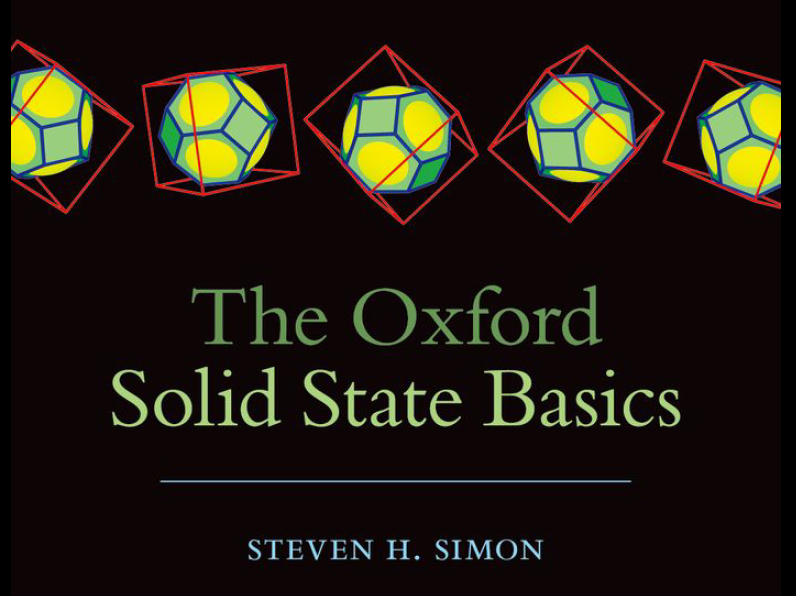 The Oxford
Solid State Basics
STEVEN H. SIMON